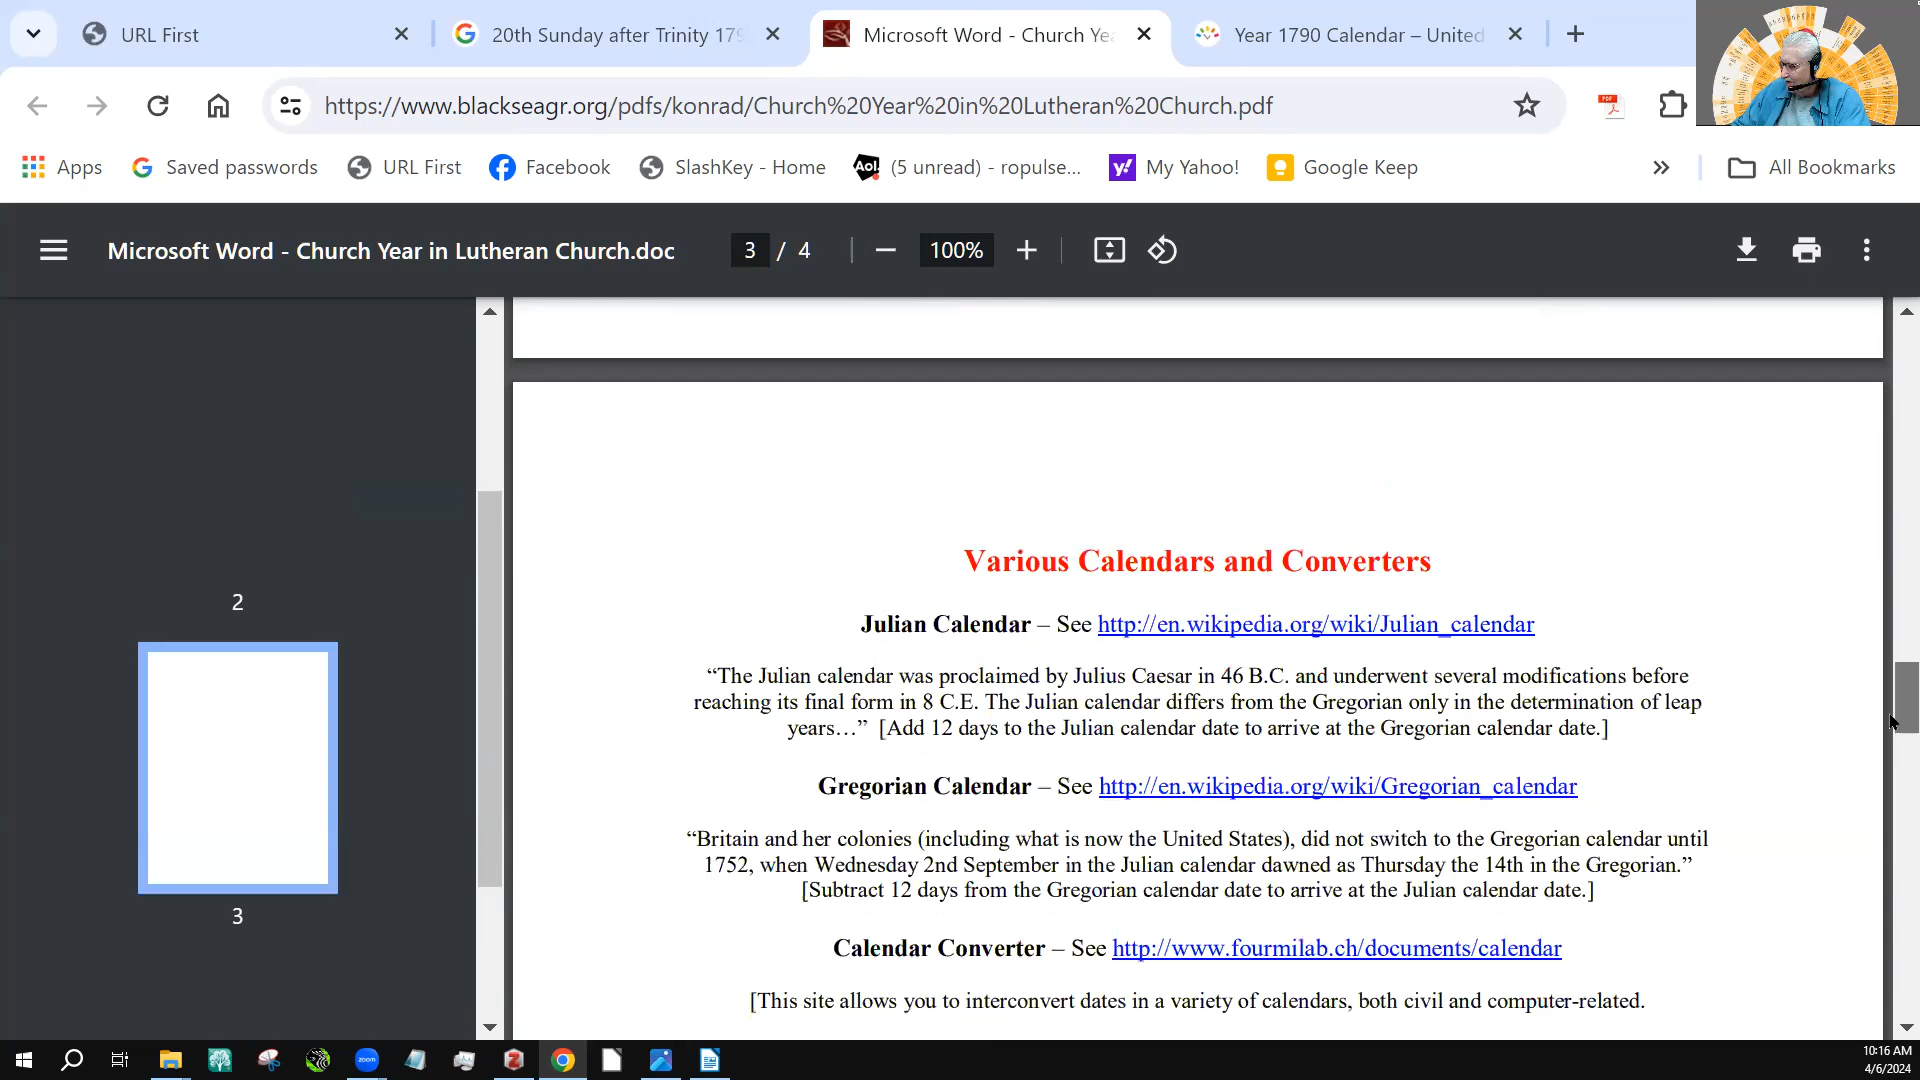 URL First
20th Sunday after Trinity 179
Microsoft Word - Church Yea
Year 1790 Calendar – United
https://www.blackseagr.org/pdfs/konrad/Church%20Year%20in%20Lutheran%20Church.pdf
Apps
Saved passwords
URL First
Facebook
SlashKey - Home
(5 unread) - ropulse...
My Yahoo!
Google Keep
All Bookmarks
Microsoft Word - Church Year in Lutheran Church.doc
3 / 4
100%
2
3
Various Calendars and Converters
Julian Calendar – See http://en.wikipedia.org/wiki/Julian_calendar
“The Julian calendar was proclaimed by Julius Caesar in 46 B.C. and underwent several modifications before
reaching its final form in 8 C.E. The Julian calendar differs from the Gregorian only in the determination of leap
years…” [Add 12 days to the Julian calendar date to arrive at the Gregorian calendar date.]
Gregorian Calendar – See http://en.wikipedia.org/wiki/Gregorian_calendar
“Britain and her colonies (including what is now the United States), did not switch to the Gregorian calendar until
1752, when Wednesday 2nd September in the Julian calendar dawned as Thursday the 14th in the Gregorian.”
[Subtract 12 days from the Gregorian calendar date to arrive at the Julian calendar date.]
Calendar Converter – See http://www.fourmilab.ch/documents/calendar
[This site allows you to interconvert dates in a variety of calendars, both civil and computer-related.
zoom
10:16 AM
4/6/2024